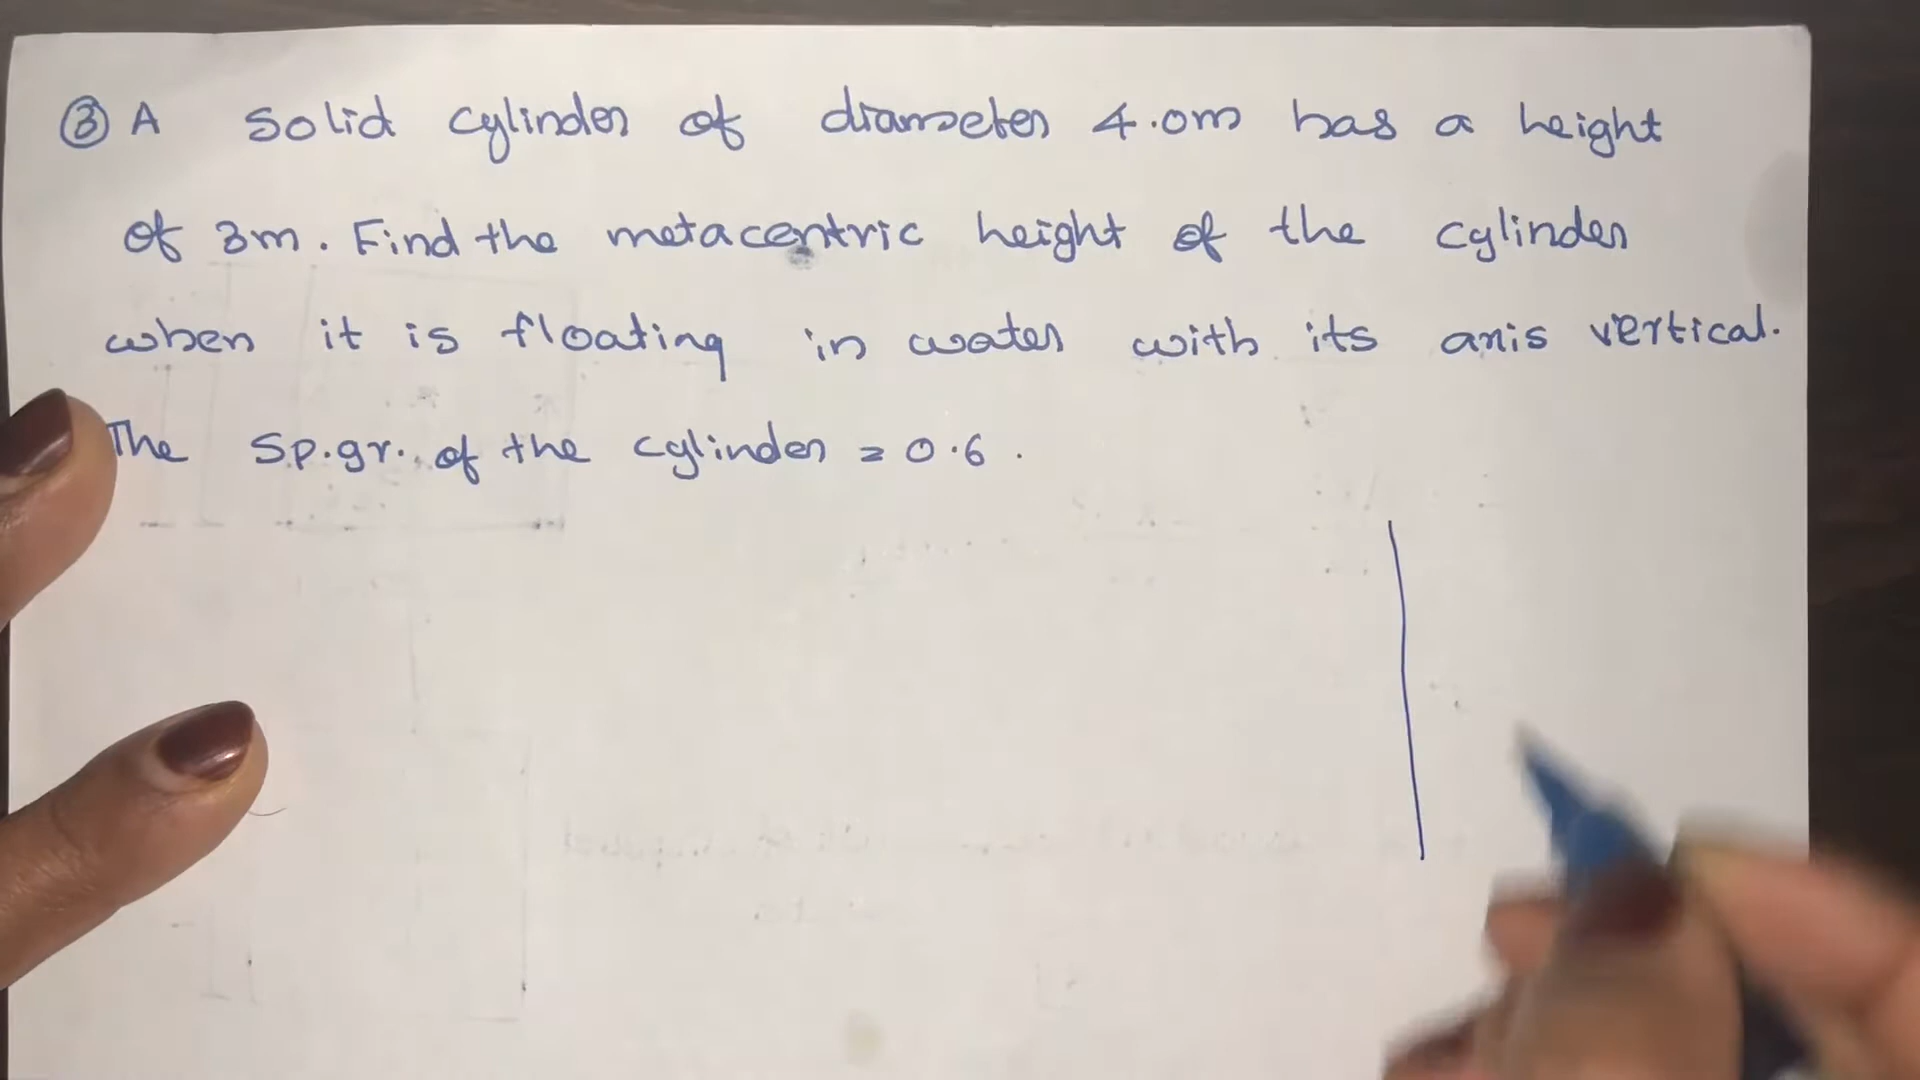 ③ A solid cylinder of diameter 4.0m has a height
of 3m. Find the metacentric height of the cylinder
when it is floating in water with its axis vertical.
The Sp.gr. of the cylinder = 0.6.